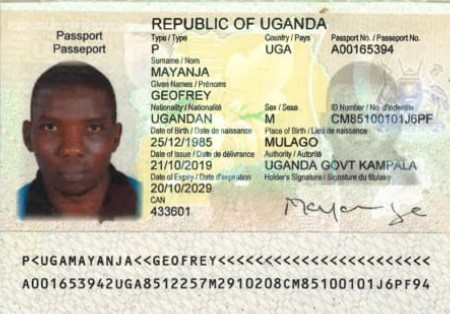 REPUBLIC OF UGANDA
Passport
Passeport
Type / Type Country / Pays Passport No. / Passeport No.
P UGA A00165394
Surname / Nom
MAYANJA
Given Names / Prénoms
GEOFREY
Nationality / Nationalité Sex / Sexe ID Number / No. d'identité
UGANDAN M CM85100101J6PF
Date of Birth / Date de naissance Place of Birth / Lieu de naissance
25/12/1985 MULAGO
Date of Issue / Date de délivrance Authority / Autorité
21/10/2019 UGANDA GOVT KAMPALA
Date of Expiry / Date d'expiration Holder's Signature / Signature du titulaire
20/10/2029
CAN
433601
Mayanja
P<UGAMAYANJA<<GEOFREY<<<<<<<<<<<<<<<<<<<<<<<
A001653942UGA8512257M2910208CM85100101J6PF94